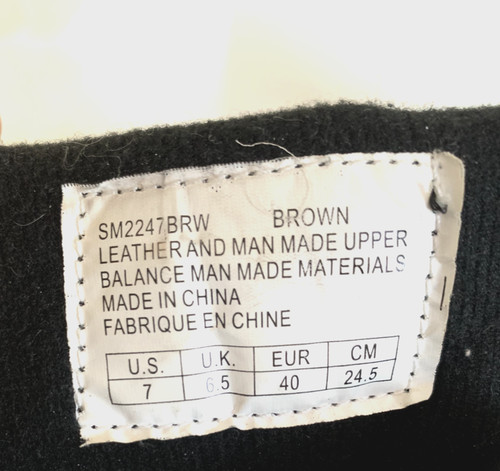 SM2247BRW BROWN
LEATHER AND MAN MADE UPPER
BALANCE MAN MADE MATERIALS
MADE IN CHINA
FABRIQUE EN CHINE
U.S. U.K. EUR CM
7 6.5 40 24.5